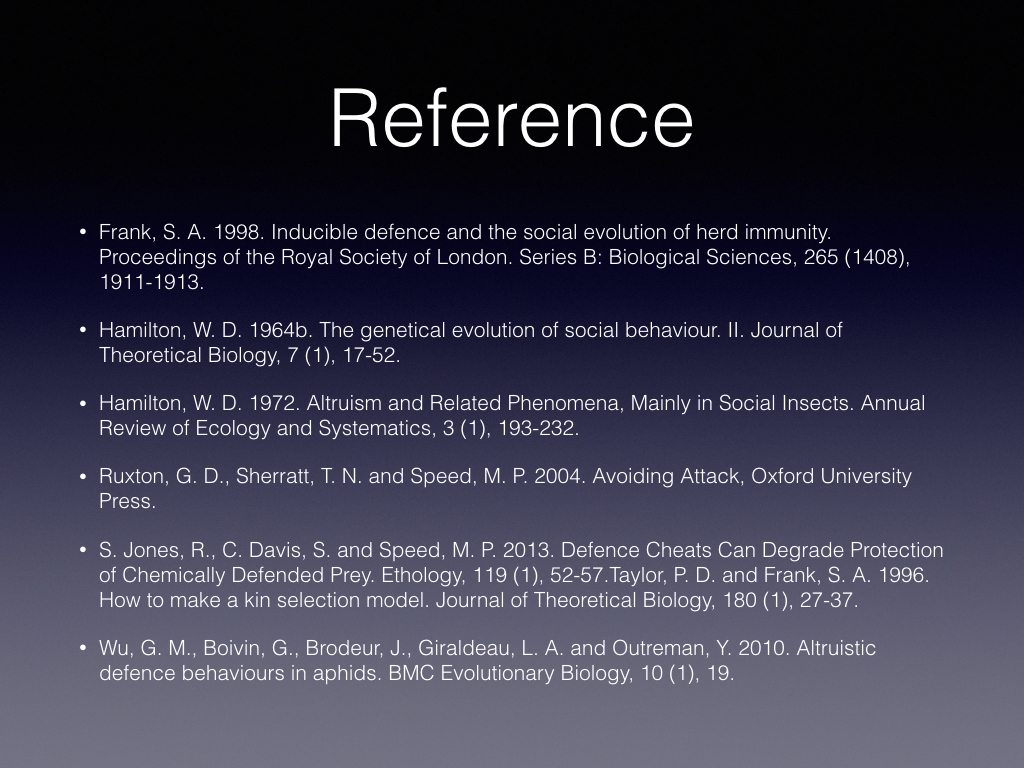 Reference
• Frank, S. A. 1998. Inducible defence and the social evolution of herd immunity.
Proceedings of the Royal Society of London. Series B: Biological Sciences, 265 (1408),
1911-1913.
• Hamilton, W. D. 1964b. The genetical evolution of social behaviour. II. Journal of
Theoretical Biology, 7 (1), 17-52.
• Hamilton, W. D. 1972. Altruism and Related Phenomena, Mainly in Social Insects. Annual
Review of Ecology and Systematics, 3 (1), 193-232.
• Ruxton, G. D., Sherratt, T. N. and Speed, M. P. 2004. Avoiding Attack, Oxford University
Press.
• S. Jones, R., C. Davis, S. and Speed, M. P. 2013. Defence Cheats Can Degrade Protection
of Chemically Defended Prey. Ethology, 119 (1), 52-57.Taylor, P. D. and Frank, S. A. 1996.
How to make a kin selection model. Journal of Theoretical Biology, 180 (1), 27-37.
• Wu, G. M., Boivin, G., Brodeur, J., Giraldeau, L. A. and Outreman, Y. 2010. Altruistic
defence behaviours in aphids. BMC Evolutionary Biology, 10 (1), 19.